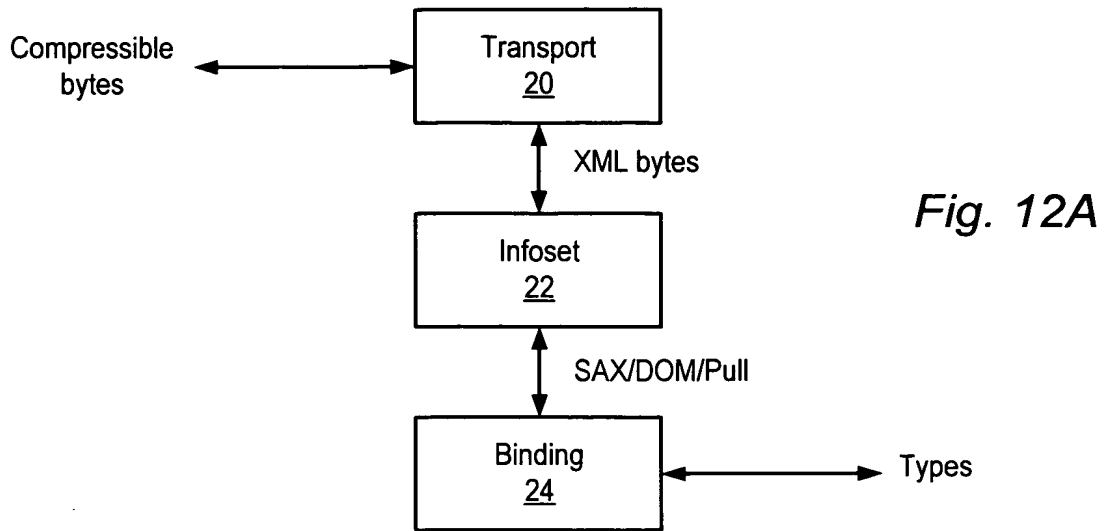 Compressible
bytes
Transport
20
XML bytes
Fig. 12A
Infoset
22
SAX/DOM/Pull
Binding
24
Types